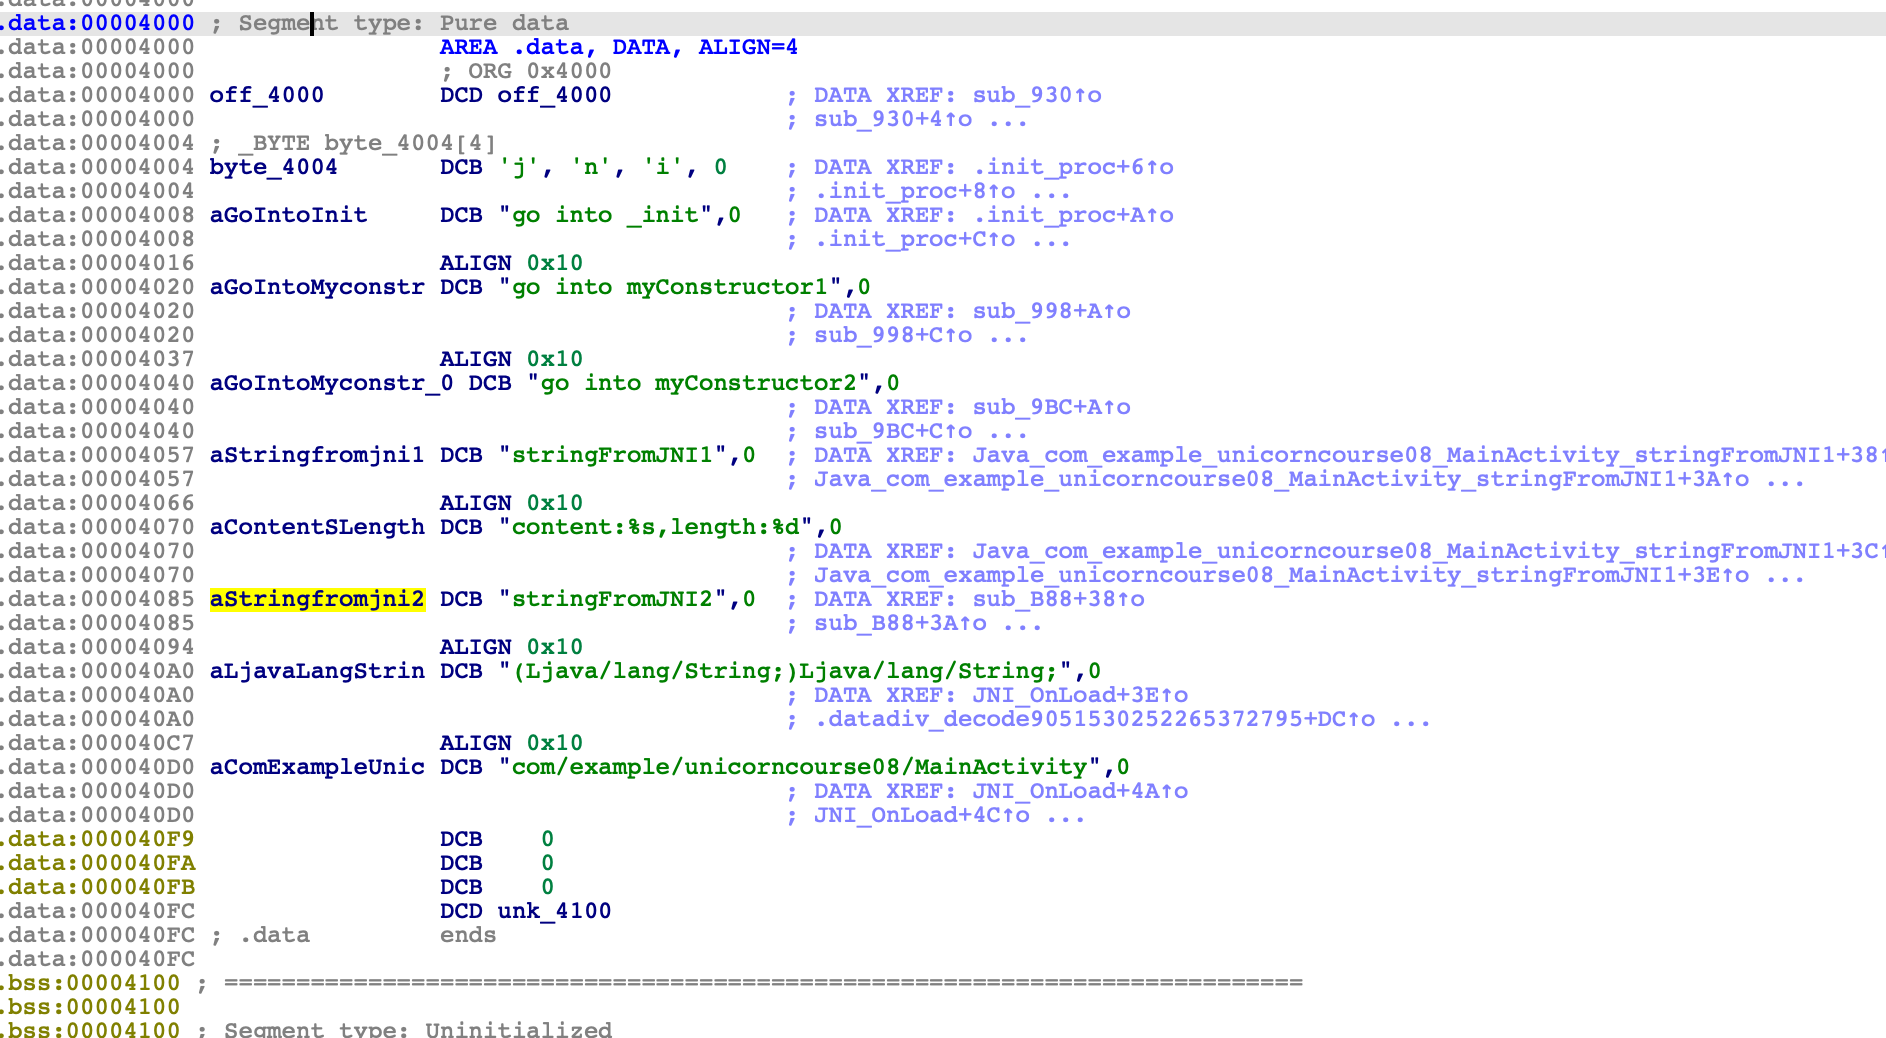 .data:00004000
.data:00004000 ; Segment type: Pure data
.data:00004000 AREA .data, DATA, ALIGN=4
.data:00004000 ; ORG 0x4000
.data:00004000 off_4000 DCD off_4000 ; DATA XREF: sub_930↑o
.data:00004000 ; sub_930+4↑o ...
.data:00004004 ; _BYTE byte_4004[4]
.data:00004004 byte_4004 DCB 'j', 'n', 'i', 0 ; DATA XREF: .init_proc+6↑o
.data:00004004 ; .init_proc+8↑o ...
.data:00004008 aGoIntoInit DCB "go into _init",0 ; DATA XREF: .init_proc+A↑o
.data:00004008 ; .init_proc+C↑o ...
.data:00004016 ALIGN 0x10
.data:00004020 aGoIntoMyconstr DCB "go into myConstructor1",0
.data:00004020 ; DATA XREF: sub_998+A↑o
.data:00004020 ; sub_998+C↑o ...
.data:00004037 ALIGN 0x10
.data:00004040 aGoIntoMyconstr_0 DCB "go into myConstructor2",0
.data:00004040 ; DATA XREF: sub_9BC+A↑o
.data:00004040 ; sub_9BC+C↑o ...
.data:00004057 aStringfromjni1 DCB "stringFromJNI1",0 ; DATA XREF: Java_com_example_unicorncourse08_MainActivity_stringFromJNI1+38↑
.data:00004057 ; Java_com_example_unicorncourse08_MainActivity_stringFromJNI1+3A↑o ...
.data:00004066 ALIGN 0x10
.data:00004070 aContentSLength DCB "content:%s,length:%d",0
.data:00004070 ; DATA XREF: Java_com_example_unicorncourse08_MainActivity_stringFromJNI1+3C↑
.data:00004070 ; Java_com_example_unicorncourse08_MainActivity_stringFromJNI1+3E↑o ...
.data:00004085 aStringfromjni2 DCB "stringFromJNI2",0 ; DATA XREF: sub_B88+38↑o
.data:00004085 ; sub_B88+3A↑o ...
.data:00004094 ALIGN 0x10
.data:000040A0 aLjavaLangStrin DCB "(Ljava/lang/String;)Ljava/lang/String;",0
.data:000040A0 ; DATA XREF: JNI_OnLoad+3E↑o
.data:000040A0 ; .datadiv_decode9051530252265372795+DC↑o ...
.data:000040C7 ALIGN 0x10
.data:000040D0 aComExampleUnic DCB "com/example/unicorncourse08/MainActivity",0
.data:000040D0 ; DATA XREF: JNI_OnLoad+4A↑o
.data:000040D0 ; JNI_OnLoad+4C↑o ...
.data:000040F9 DCB 0
.data:000040FA DCB 0
.data:000040FB DCB 0
.data:000040FC DCD unk_4100
.data:000040FC ; .data ends
.data:000040FC
.bss:00004100 ; ===========================================================================
.bss:00004100
.bss:00004100 ; Segment type: Uninitialized